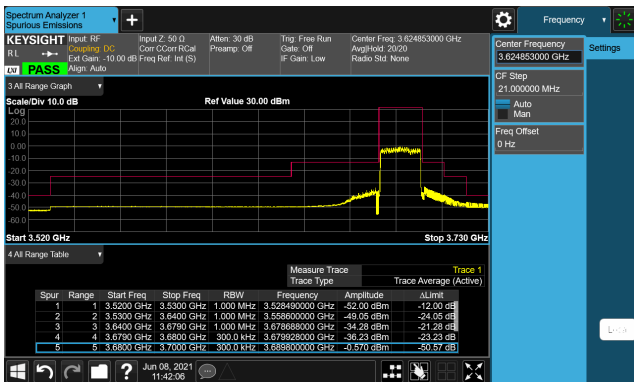 Spectrum Analyzer 1
Spurious Emissions
Frequency
KEYSIGHT Input: RF Input Z: 50 Ω Atten: 30 dB Trig: Free Run Center Freq: 3.624853000 GHz
RL Coupling: DC Corr CCorr RCal Preamp: Off Gate: Off Avg|Hold: 20/20
Ext Gain: -10.00 dB Freq Ref: Int (S) IF Gain: Low Radio Std: None
LXI PASS Align: Auto
Center Frequency
3.624853000 GHz
Settings
CF Step
21.000000 MHz
Auto
Man
Freq Offset
0 Hz
3 All Range Graph
Scale/Div 10.0 dB Ref Value 30.00 dBm
Log
20.0
10.0
0.00
-10.0
-20.0
-30.0
-40.0
-50.0
-60.0
Start 3.520 GHz Stop 3.730 GHz
4 All Range Table
Measure Trace Trace 1
Trace Type Trace Average (Active)
Spur Range Start Freq Stop Freq RBW Frequency Amplitude ΔLimit
1 1 3.5200 GHz 3.5300 GHz 1.000 MHz 3.528490000 GHz -52.00 dBm -12.00 dB
2 2 3.5300 GHz 3.6400 GHz 1.000 MHz 3.558600000 GHz -49.05 dBm -24.05 dB
3 3 3.6400 GHz 3.6790 GHz 1.000 MHz 3.678688000 GHz -34.28 dBm -21.28 dB
4 4 3.6790 GHz 3.6800 GHz 300.0 kHz 3.679928000 GHz -36.23 dBm -23.23 dB
5 5 3.6800 GHz 3.7000 GHz 300.0 kHz 3.689800000 GHz -0.570 dBm -50.57 dB
Local
Jun 08, 2021
11:42:06